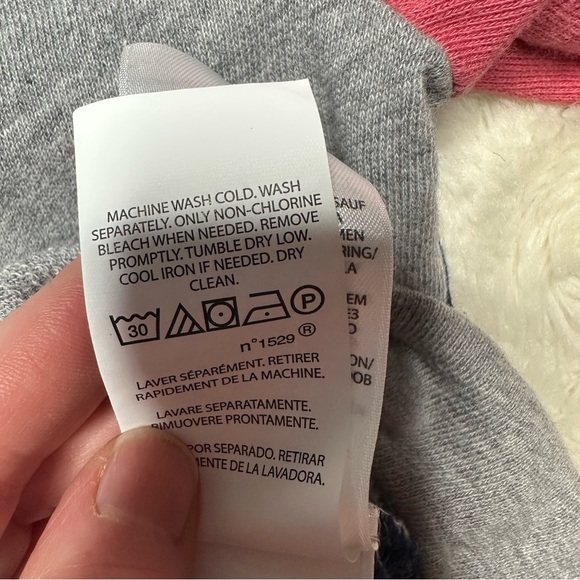 MACHINE WASH COLD. WASH
SEPARATELY. ONLY NON-CHLORINE
BLEACH WHEN NEEDED. REMOVE
PROMPTLY. TUMBLE DRY LOW.
COOL IRON IF NEEDED. DRY
CLEAN.
30 P
n°1529 ®
LAVER SÉPARÉMENT. RETIRER
RAPIDEMENT DE LA MACHINE.
LAVARE SEPARATAMENTE.
RIMUOVERE PRONTAMENTE.
POR SEPARADO. RETIRAR
DE LA LAVADORA.
SAUF